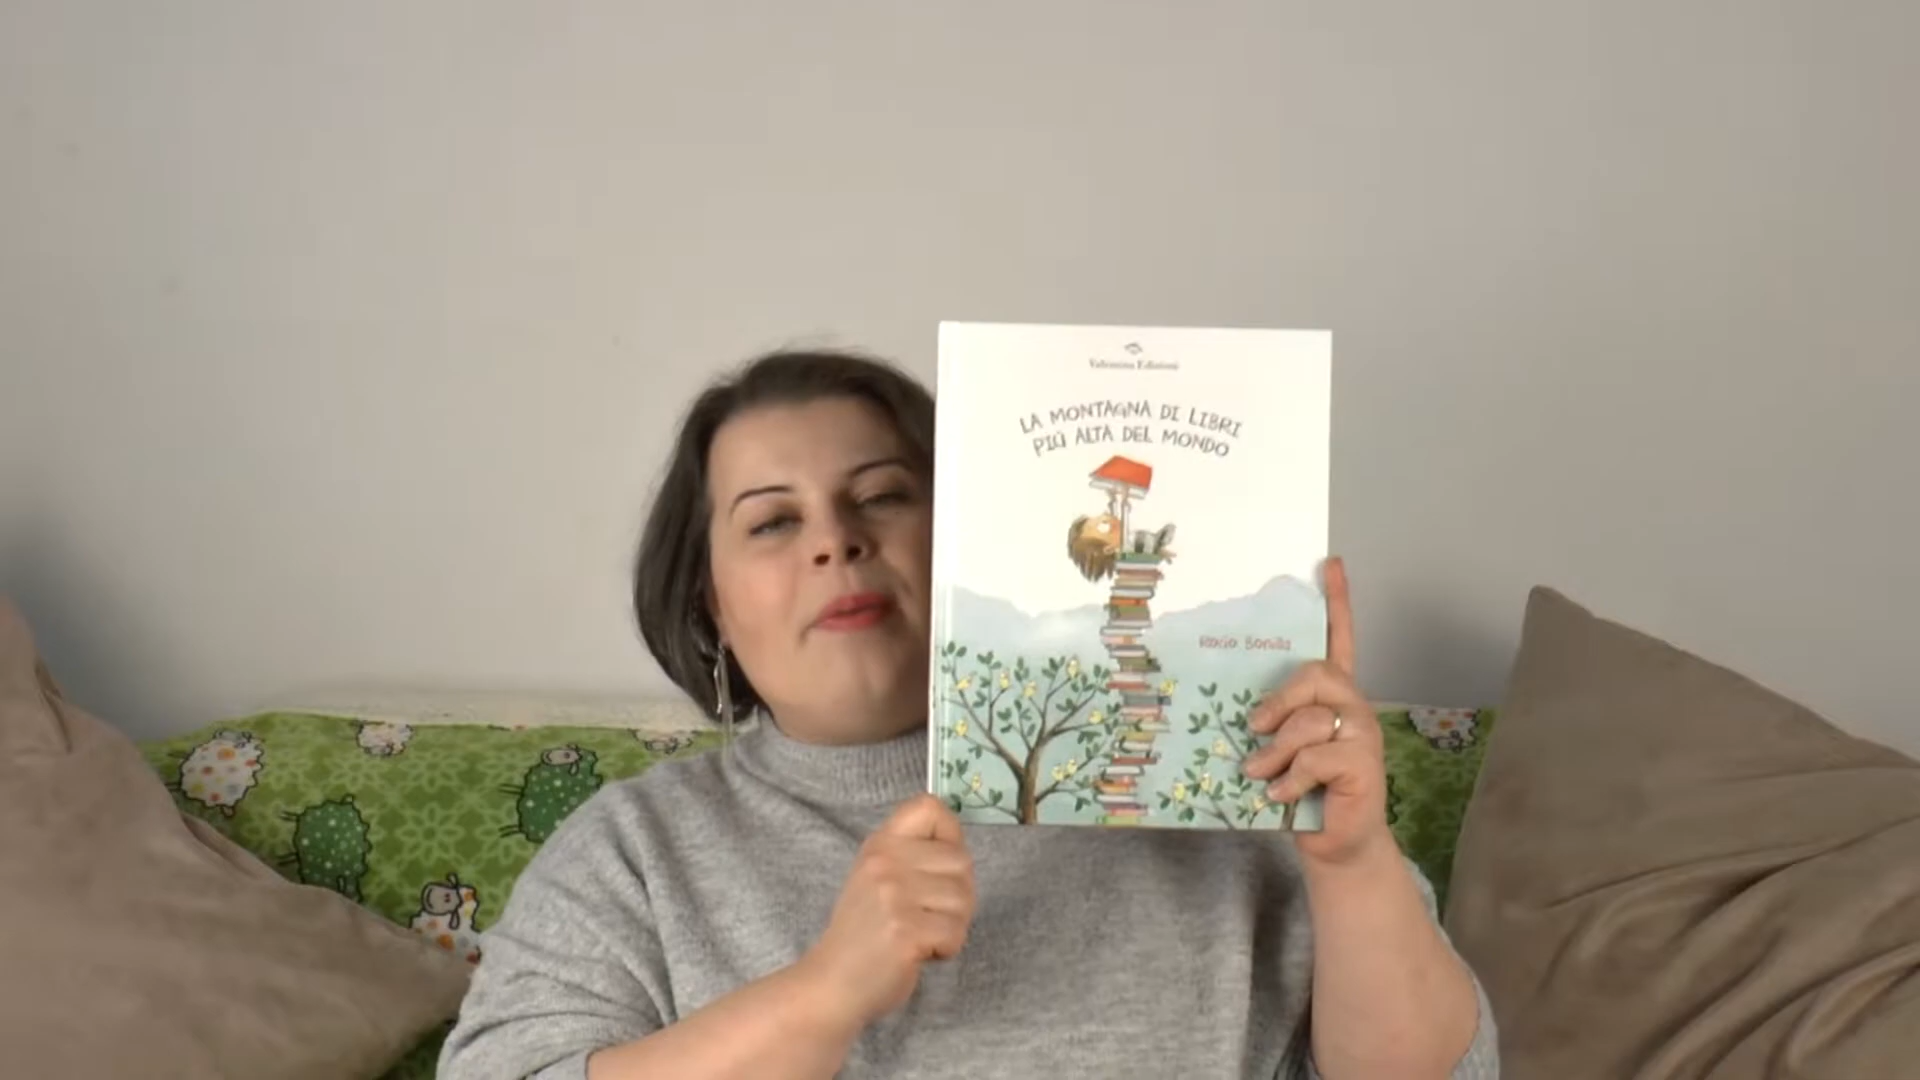 Valentina Edizioni
LA MONTAGNA DI LIBRI
PIÙ ALTA DEL MONDO
Rocio Bonilla